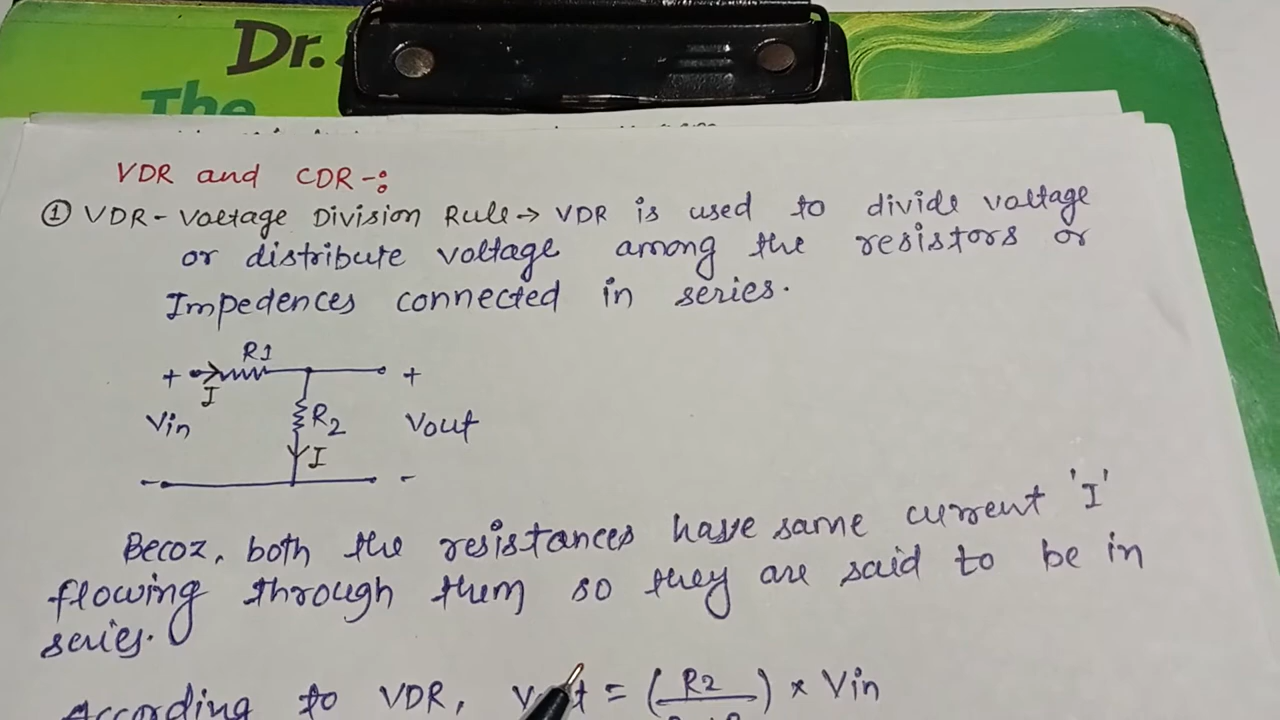 Dr.
The
VDR and CDR-:
① VDR - Voltage Division Rule → VDR is used to divide voltage
or distribute voltage among the resistors or
Impedences connected in series.
R1
+ +
I
Vin R2 Vout
I
- -
Becoz, both the resistances have same current 'I'
flowing through them so they are said to be in
series.
According to VDR, = (R2 ) × Vin